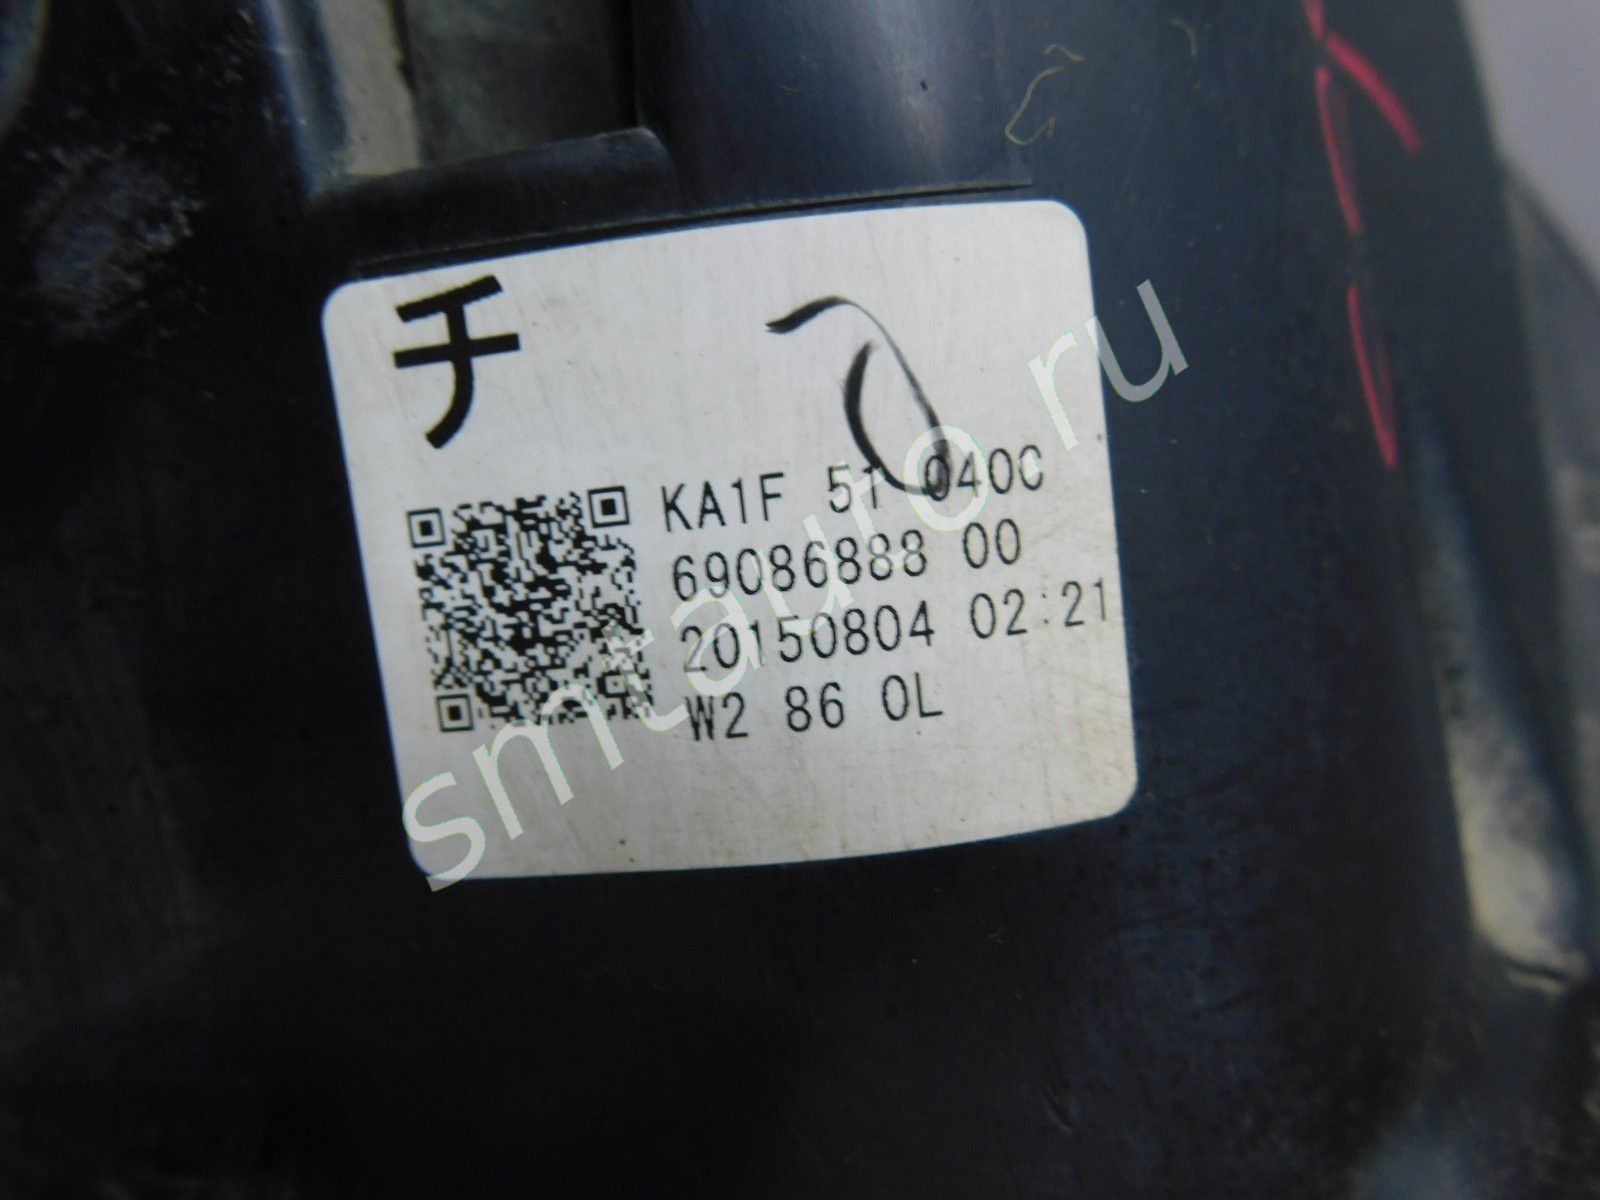 チ
KA1F 51 040C
69086888 00
20150804 02:21
W2 86 0L
smtauto.ru